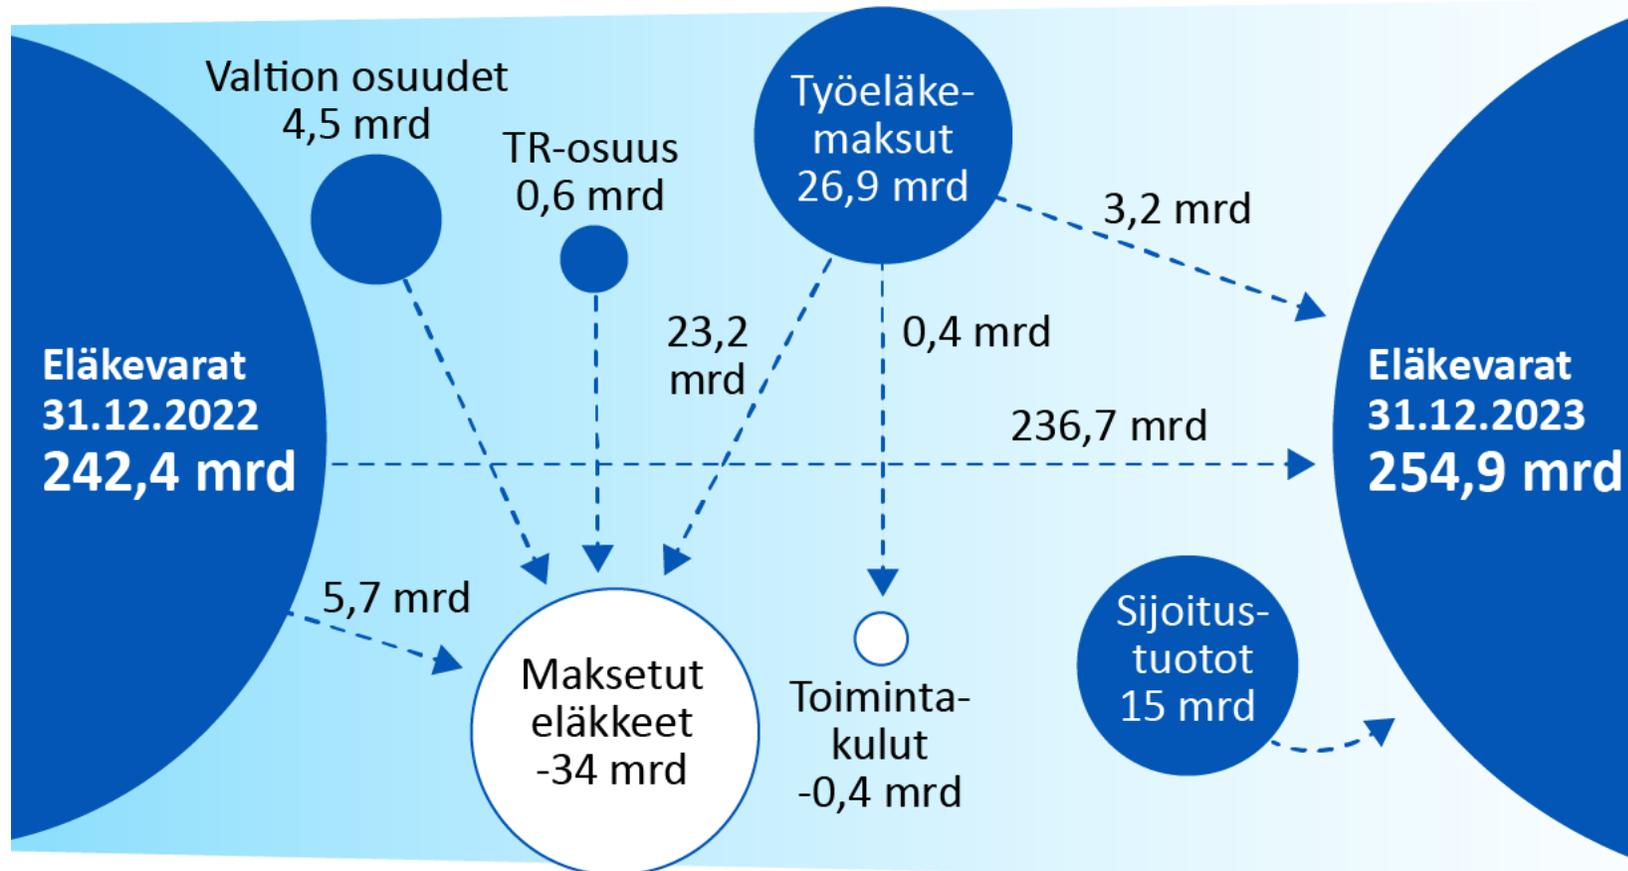 Valtion osuudet
4,5 mrd
TR-osuus
0,6 mrd
Työeläke-
maksut
26,9 mrd
3,2 mrd
23,2
mrd
0,4 mrd
Eläkevarat
31.12.2022
242,4 mrd
236,7 mrd
Eläkevarat
31.12.2023
254,9 mrd
5,7 mrd
Maksetut
eläkkeet
-34 mrd
Toiminta-
kulut
-0,4 mrd
Sijoitus-
tuotot
15 mrd